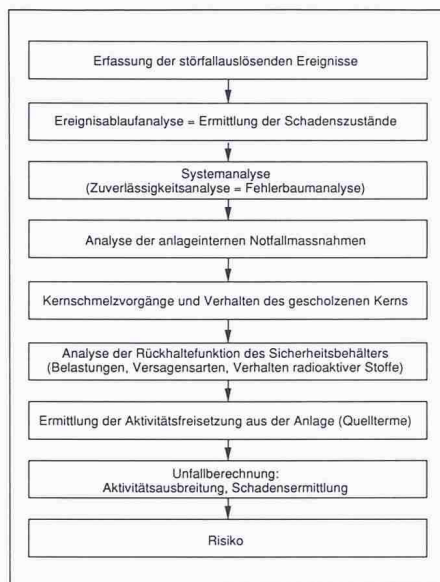 Erfassung der störfallauslösenden Ereignisse
Ereignisablaufanalyse = Ermittlung der Schadenszustände
Systemanalyse
(Zuverlässigkeitsanalyse = Fehlerbaumanalyse)
Analyse der anlageinternen Notfallmassnahmen
Kernschmelzvorgänge und Verhalten des gescholzenen Kerns
Analyse der Rückhaltefunktion des Sicherheitsbehälters
(Belastungen, Versagensarten, Verhalten radioaktiver Stoffe)
Ermittlung der Aktivitätsfreisetzung aus der Anlage (Quellterme)
Unfallberechnung:
Aktivitätsausbreitung, Schadensermittlung
Risiko